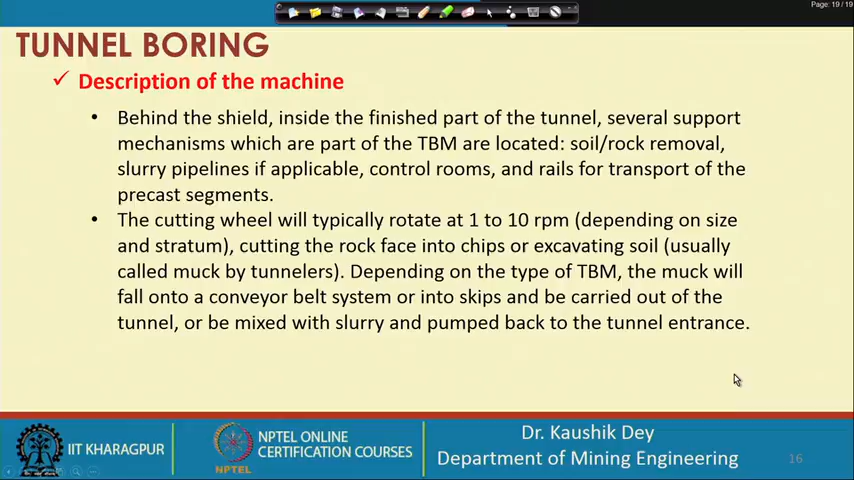 Page: 19 / 19
TUNNEL BORING
✓ Description of the machine
• Behind the shield, inside the finished part of the tunnel, several support
mechanisms which are part of the TBM are located: soil/rock removal,
slurry pipelines if applicable, control rooms, and rails for transport of the
precast segments.
• The cutting wheel will typically rotate at 1 to 10 rpm (depending on size
and stratum), cutting the rock face into chips or excavating soil (usually
called muck by tunnelers). Depending on the type of TBM, the muck will
fall onto a conveyor belt system or into skips and be carried out of the
tunnel, or be mixed with slurry and pumped back to the tunnel entrance.
IIT KHARAGPUR
NPTEL
NPTEL ONLINE
CERTIFICATION COURSES
Dr. Kaushik Dey
Department of Mining Engineering
16